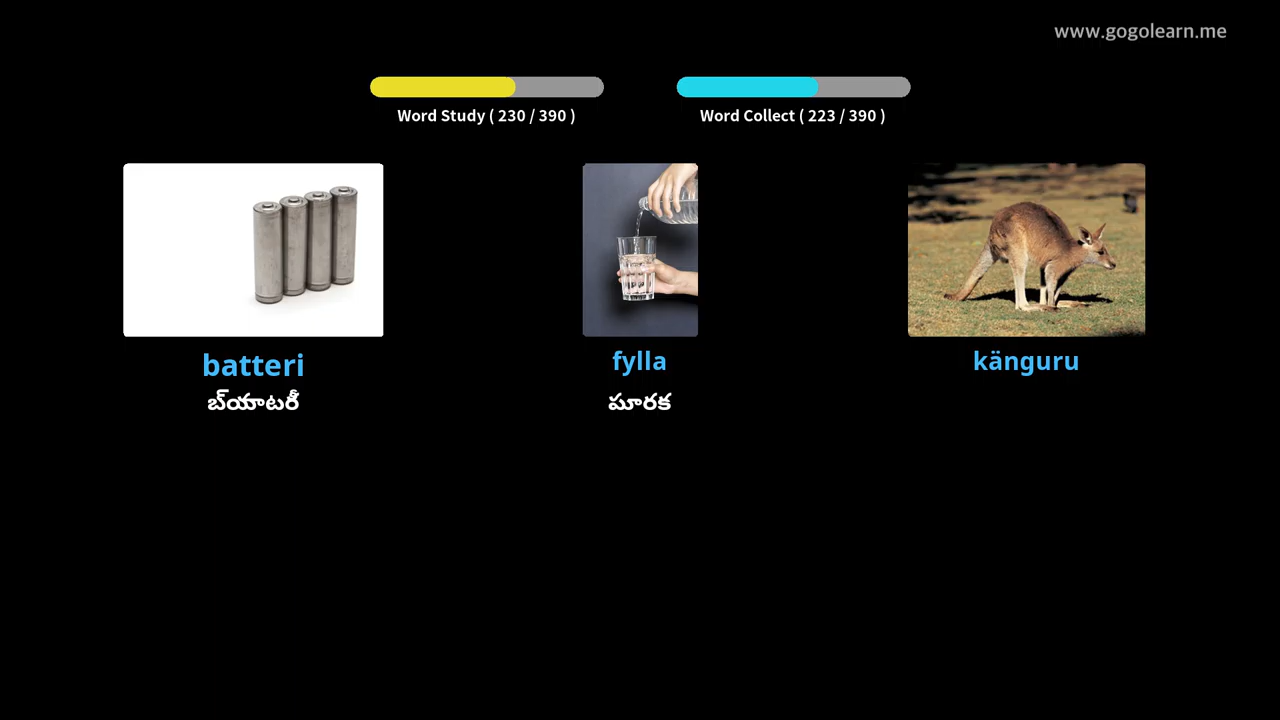 www.gogolearn.me
Word Study ( 230 / 390 )
Word Collect ( 223 / 390 )
batteri
fylla
känguru
బ్యాటరీ
పూరక